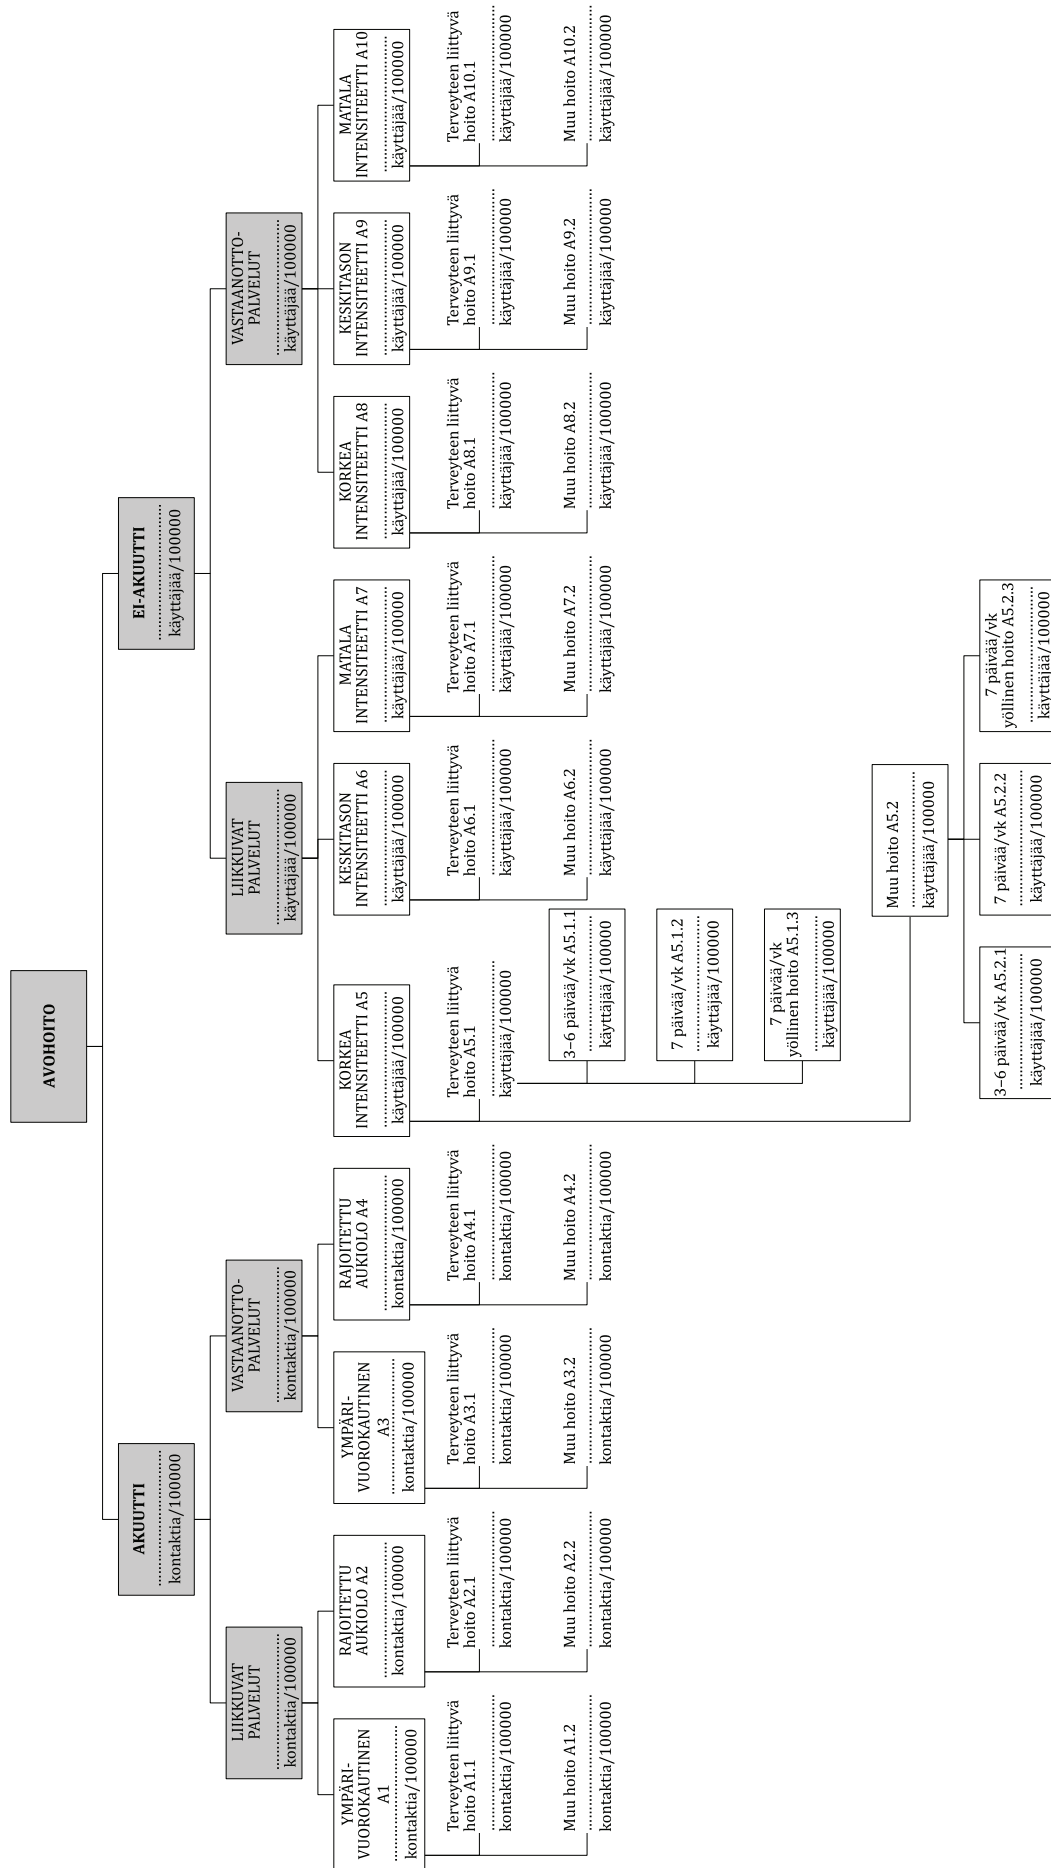 AVOHOITO
AKUUTTI
........................
kontaktia/100000
EI-AKUUTTI
........................
käyttäjää/100000
LIIKKUVAT
PALVELUT
........................
kontaktia/100000
VASTAANOTTO-
PALVELUT
........................
kontaktia/100000
LIIKKUVAT
PALVELUT
........................
käyttäjää/100000
VASTAANOTTO-
PALVELUT
........................
käyttäjää/100000
YMPÄRI-
VUOROKAUTINEN
A1
........................
kontaktia/100000
Terveyteen liittyvä
hoito A1.1
........................
kontaktia/100000
Muu hoito A1.2
........................
kontaktia/100000
RAJOITETTU
AUKIOLO A2
........................
kontaktia/100000
Terveyteen liittyvä
hoito A2.1
........................
kontaktia/100000
Muu hoito A2.2
........................
kontaktia/100000
YMPÄRI-
VUOROKAUTINEN
A3
........................
kontaktia/100000
Terveyteen liittyvä
hoito A3.1
........................
kontaktia/100000
Muu hoito A3.2
........................
kontaktia/100000
RAJOITETTU
AUKIOLO A4
........................
kontaktia/100000
Terveyteen liittyvä
hoito A4.1
........................
kontaktia/100000
Muu hoito A4.2
........................
kontaktia/100000
KORKEA
INTENSITEETTI A5
........................
käyttäjää/100000
Terveyteen liittyvä
hoito A5.1
........................
käyttäjää/100000
3–6 päivää/vk A5.1.1
........................
käyttäjää/100000
7 päivää/vk A5.1.2
........................
käyttäjää/100000
7 päivää/vk
yöllinen hoito A5.1.3
........................
käyttäjää/100000
Muu hoito A5.2
........................
käyttäjää/100000
3–6 päivää/vk A5.2.1
........................
käyttäjää/100000
7 päivää/vk A5.2.2
........................
käyttäjää/100000
7 päivää/vk
yöllinen hoito A5.2.3
........................
käyttäjää/100000
KESKITASON
INTENSITEETTI A6
........................
käyttäjää/100000
Terveyteen liittyvä
hoito A6.1
........................
käyttäjää/100000
Muu hoito A6.2
........................
käyttäjää/100000
MATALA
INTENSITEETTI A7
........................
käyttäjää/100000
Terveyteen liittyvä
hoito A7.1
........................
käyttäjää/100000
Muu hoito A7.2
........................
käyttäjää/100000
KORKEA
INTENSITEETTI A8
........................
käyttäjää/100000
Terveyteen liittyvä
hoito A8.1
........................
käyttäjää/100000
Muu hoito A8.2
........................
käyttäjää/100000
KESKITASON
INTENSITEETTI A9
........................
käyttäjää/100000
Terveyteen liittyvä
hoito A9.1
........................
käyttäjää/100000
Muu hoito A9.2
........................
käyttäjää/100000
MATALA
INTENSITEETTI A10
........................
käyttäjää/100000
Terveyteen liittyvä
hoito A10.1
........................
käyttäjää/100000
Muu hoito A10.2
........................
käyttäjää/100000